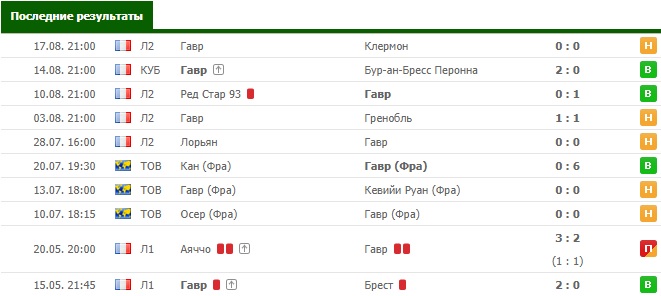 Последние результаты
17.08. 21:00 Л2 Гавр Клермон 0 : 0 Н
14.08. 21:00 КУБ Гавр Бур-ан-Бресс Перонна 2 : 0 В
10.08. 21:00 Л2 Ред Стар 93 Гавр 0 : 1 В
03.08. 21:00 Л2 Гавр Гренобль 1 : 1 Н
28.07. 16:00 Л2 Лорьян Гавр 0 : 0 Н
20.07. 19:30 ТОВ Кан (Фра) Гавр (Фра) 0 : 6 В
13.07. 18:00 ТОВ Гавр (Фра) Кевийи Руан (Фра) 0 : 0 Н
10.07. 18:15 ТОВ Осер (Фра) Гавр (Фра) 0 : 0 Н
20.05. 20:00 Л1 Аяччо Гавр 3 : 2 П
(1 : 1)
15.05. 21:45 Л1 Гавр Брест 2 : 0 В